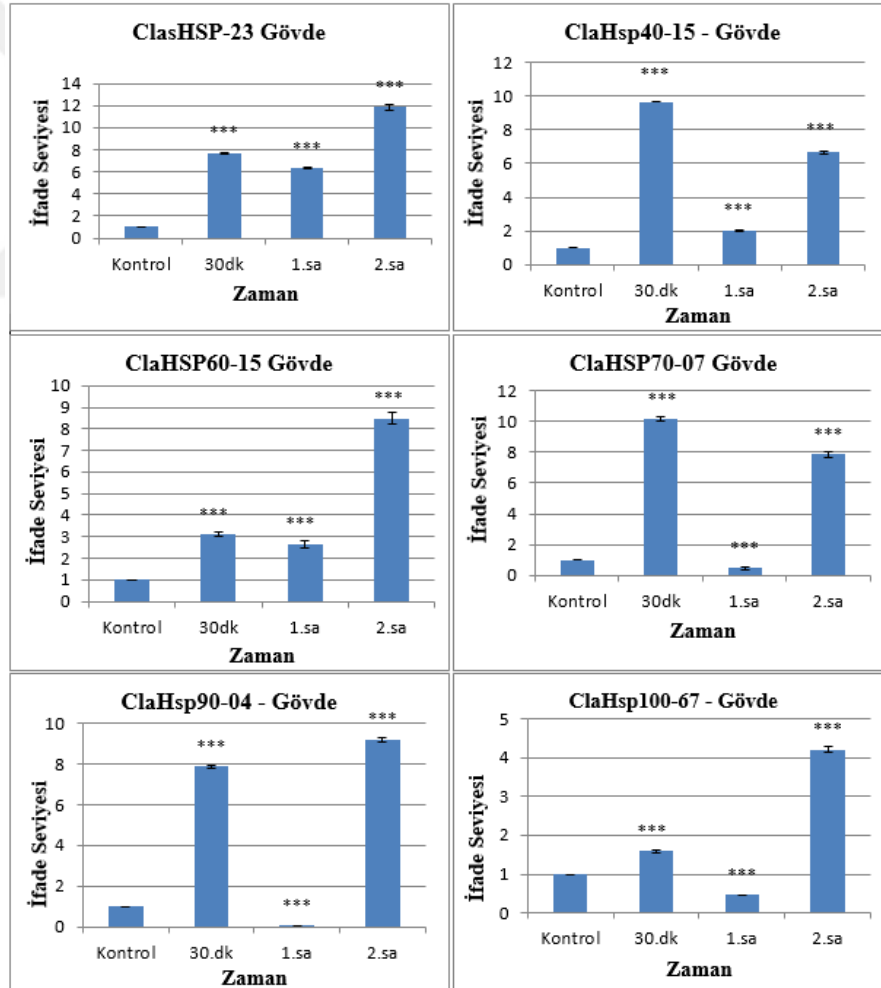 ClasHSP-23 Gövde
***
***
***
14
12
10
8
6
4
2
0
İfade Seviyesi
Kontrol 30dk 1.sa 2.sa
Zaman
ClaHsp40-15 - Gövde
***
***
***
12
10
8
6
4
2
0
İfade Seviyesi
Kontrol 30.dk 1.sa 2.sa
Zaman
ClaHSP60-15 Gövde
***
***
***
10
9
8
7
6
5
4
3
2
1
0
İfade Seviyesi
Kontrol 30dk 1.sa 2.sa
Zaman
ClaHSP70-07 Gövde
***
***
***
12
10
8
6
4
2
0
İfade Seviyesi
Kontrol 30dk 1.sa 2.sa
Zaman
ClaHsp90-04 - Gövde
***
***
***
10
8
6
4
2
0
İfade Seviyesi
Kontrol 30.dk 1.sa 2.sa
Zaman
ClaHsp100-67 - Gövde
***
***
***
5
4
3
2
1
0
İfade Seviyesi
Kontrol 30.dk 1.sa 2.sa
Zaman